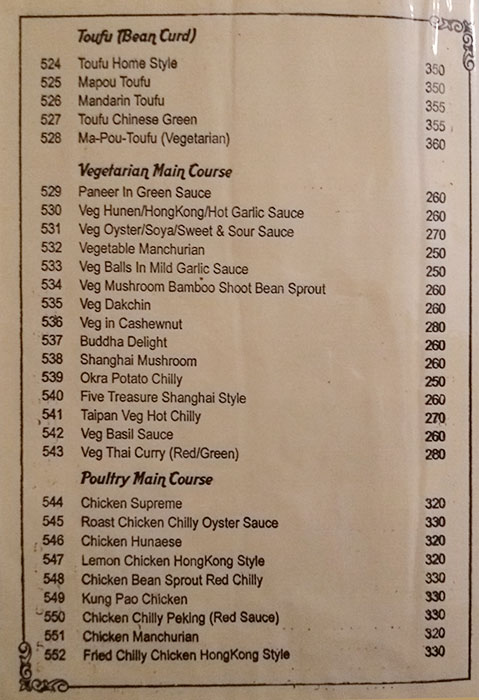 Toufu (Bean Curd)
524 Toufu Home Style 350
525 Mapou Toufu 350
526 Mandarin Toufu 355
527 Toufu Chinese Green 355
528 Ma-Pou-Toufu (Vegetarian) 360
Vegetarian Main Course
529 Paneer In Green Sauce 260
530 Veg Hunen/HongKong/Hot Garlic Sauce 260
531 Veg Oyster/Soya/Sweet & Sour Sauce 270
532 Vegetable Manchurian 250
533 Veg Balls In Mild Garlic Sauce 250
534 Veg Mushroom Bamboo Shoot Bean Sprout 260
535 Veg Dakchin 260
536 Veg in Cashewnut 280
537 Buddha Delight 260
538 Shanghai Mushroom 260
539 Okra Potato Chilly 250
540 Five Treasure Shanghai Style 260
541 Taipan Veg Hot Chilly 270
542 Veg Basil Sauce 260
543 Veg Thai Curry (Red/Green) 280
Poultry Main Course
544 Chicken Supreme 320
545 Roast Chicken Chilly Oyster Sauce 330
546 Chicken Hunaese 320
547 Lemon Chicken HongKong Style 320
548 Chicken Bean Sprout Red Chilly 330
549 Kung Pao Chicken 330
550 Chicken Chilly Peking (Red Sauce) 330
551 Chicken Manchurian 320
552 Fried Chilly Chicken HongKong Style 330